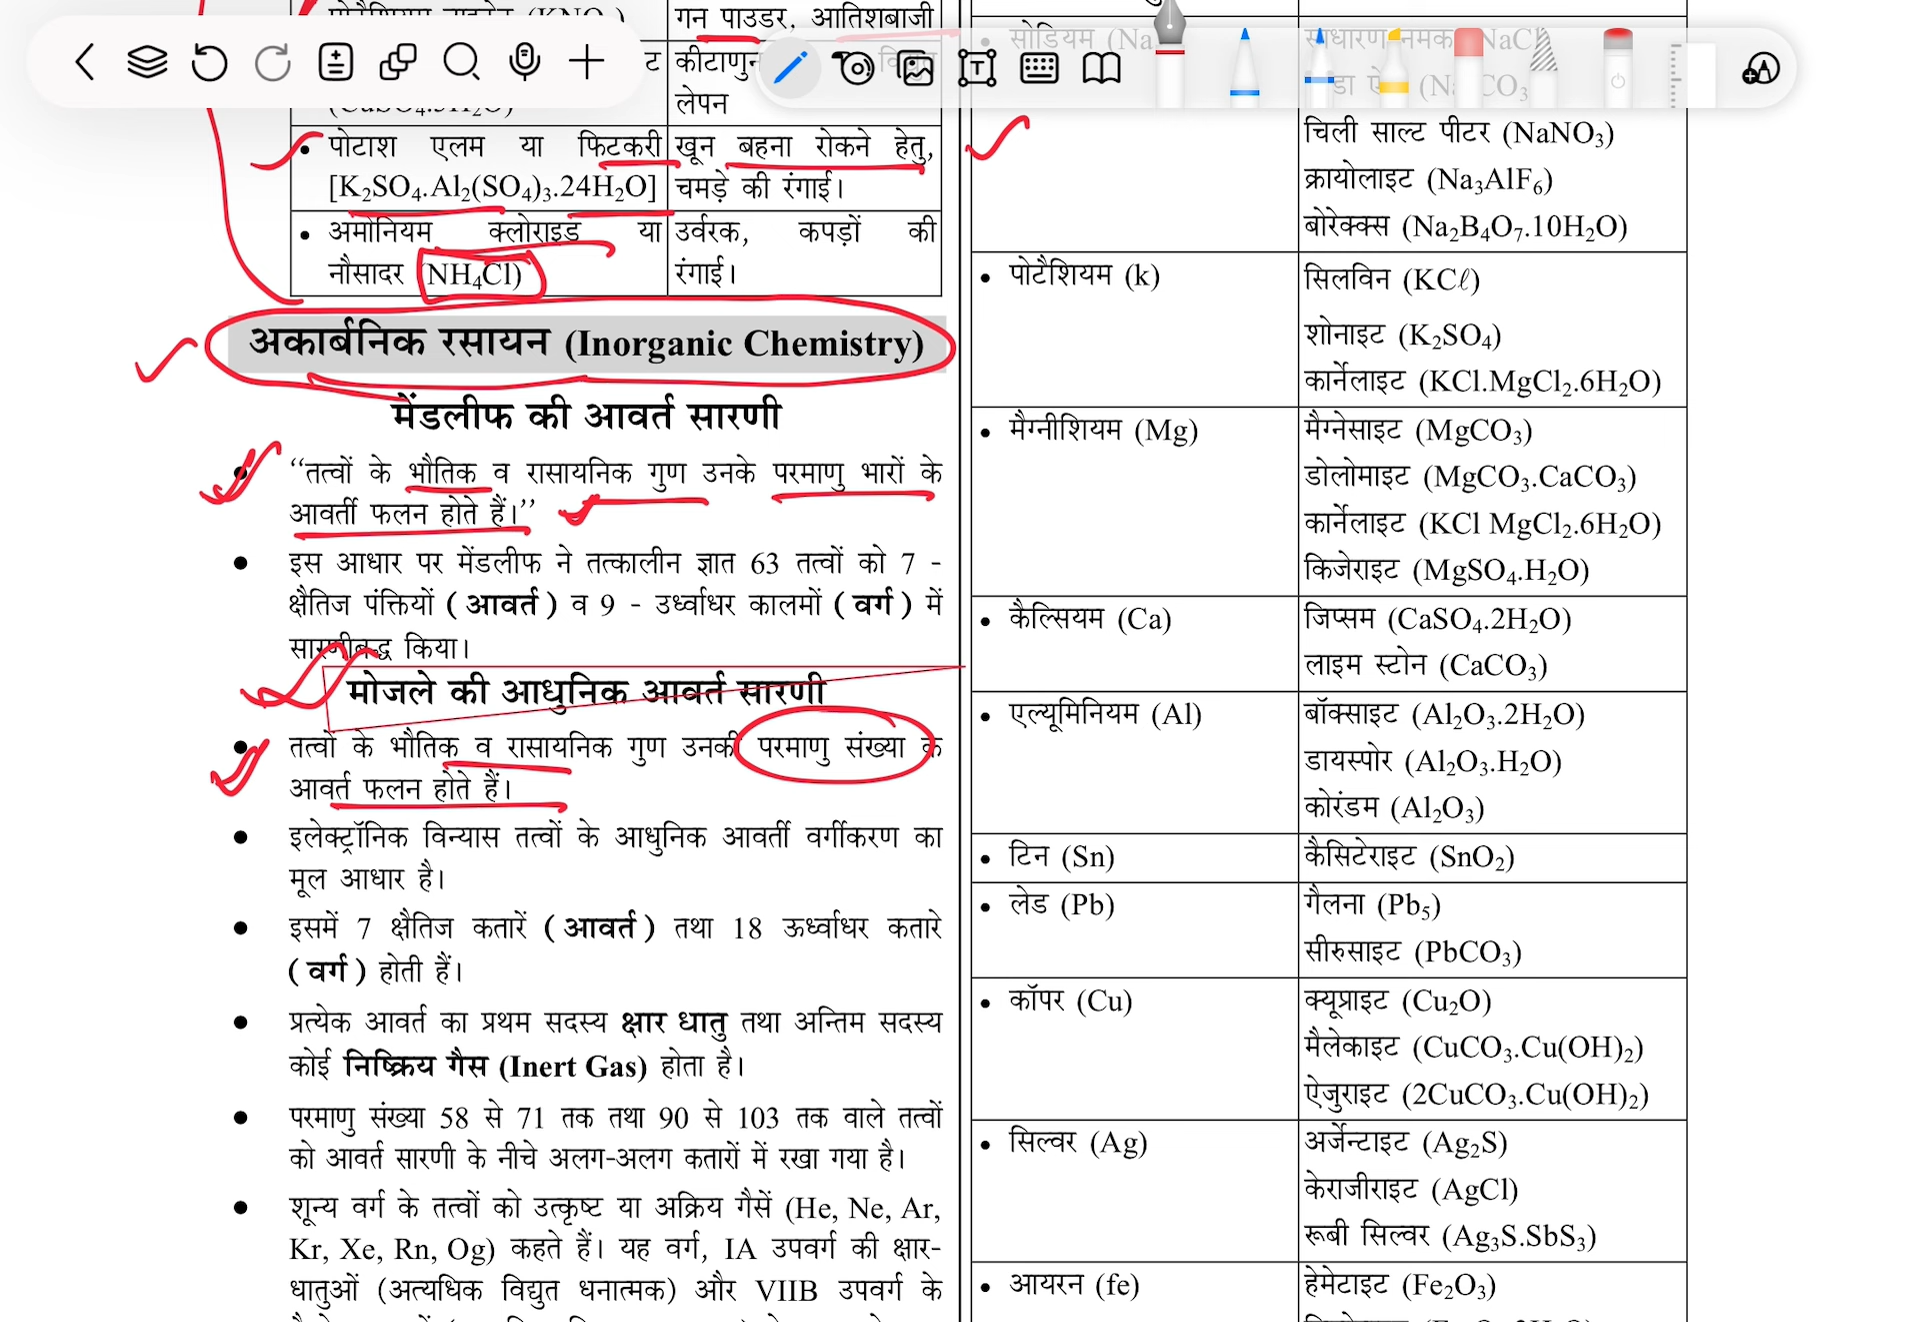 गन पाउडर, आतिशबाजी
लेपन
• पोटाश एलम या फिटकरी
[K₂SO₄.Al₂(SO₄)₃.24H₂O]
खून बहना रोकने हेतु,
चमड़े की रंगाई।
• अमोनियम क्लोराइड या
नौसादर (NH₄Cl)
उर्वरक, कपड़ों की
रंगाई।
अकार्बनिक रसायन (Inorganic Chemistry)
मेंडलीफ की आवर्त सारणी
• ‘‘तत्वों के भौतिक व रासायनिक गुण उनके परमाणु भारों के
आवर्ती फलन होते हैं।’’
• इस आधार पर मेंडलीफ ने तत्कालीन ज्ञात 63 तत्वों को 7 -
क्षैतिज पंक्तियों (आवर्त) व 9 - उर्ध्वाधर कालमों (वर्ग) में
सारणीबद्ध किया।
मोजले की आधुनिक आवर्त सारणी
• तत्वों के भौतिक व रासायनिक गुण उनकी परमाणु संख्या के
आवर्त फलन होते हैं।
• इलेक्ट्रॉनिक विन्यास तत्वों के आधुनिक आवर्ती वर्गीकरण का
मूल आधार है।
• इसमें 7 क्षैतिज कतारें (आवर्त) तथा 18 ऊर्ध्वाधर कतारे
(वर्ग) होती हैं।
• प्रत्येक आवर्त का प्रथम सदस्य क्षार धातु तथा अन्तिम सदस्य
कोई निष्क्रिय गैस (Inert Gas) होता है।
• परमाणु संख्या 58 से 71 तक तथा 90 से 103 तक वाले तत्वों
को आवर्त सारणी के नीचे अलग-अलग कतारों में रखा गया है।
• शून्य वर्ग के तत्वों को उत्कृष्ट या अक्रिय गैसें (He, Ne, Ar,
Kr, Xe, Rn, Og) कहते हैं। यह वर्ग, IA उपवर्ग की क्षार-
धातुओं (अत्यधिक विद्युत धनात्मक) और VIIB उपवर्ग के
• सोडियम (Na
साधारण नमक
चिली साल्ट पीटर (NaNO₃)
क्रायोलाइट (Na₃AlF₆)
बोरेक्क्स (Na₂B₄O₇.10H₂O)
• पोटैशियम (k)
सिलविन (KCℓ)
शोनाइट (K₂SO₄)
कार्नेलाइट (KCl.MgCl₂.6H₂O)
• मैग्नीशियम (Mg)
मैग्नेसाइट (MgCO₃)
डोलोमाइट (MgCO₃.CaCO₃)
कार्नेलाइट (KCl MgCl₂.6H₂O)
किजेराइट (MgSO₄.H₂O)
• कैल्सियम (Ca)
जिप्सम (CaSO₄.2H₂O)
लाइम स्टोन (CaCO₃)
• एल्यूमिनियम (Al)
बॉक्साइट (Al₂O₃.2H₂O)
डायस्पोर (Al₂O₃.H₂O)
कोरंडम (Al₂O₃)
• टिन (Sn)
कैसिटेराइट (SnO₂)
• लेड (Pb)
गैलना (Pb₅)
सीरुसाइट (PbCO₃)
• कॉपर (Cu)
क्यूप्राइट (Cu₂O)
मैलेकाइट (CuCO₃.Cu(OH)₂)
ऐजुराइट (2CuCO₃.Cu(OH)₂)
• सिल्वर (Ag)
अर्जेन्टाइट (Ag₂S)
केराजीराइट (AgCl)
रूबी सिल्वर (Ag₃S.SbS₃)
• आयरन (fe)
हेमेटाइट (Fe₂O₃)